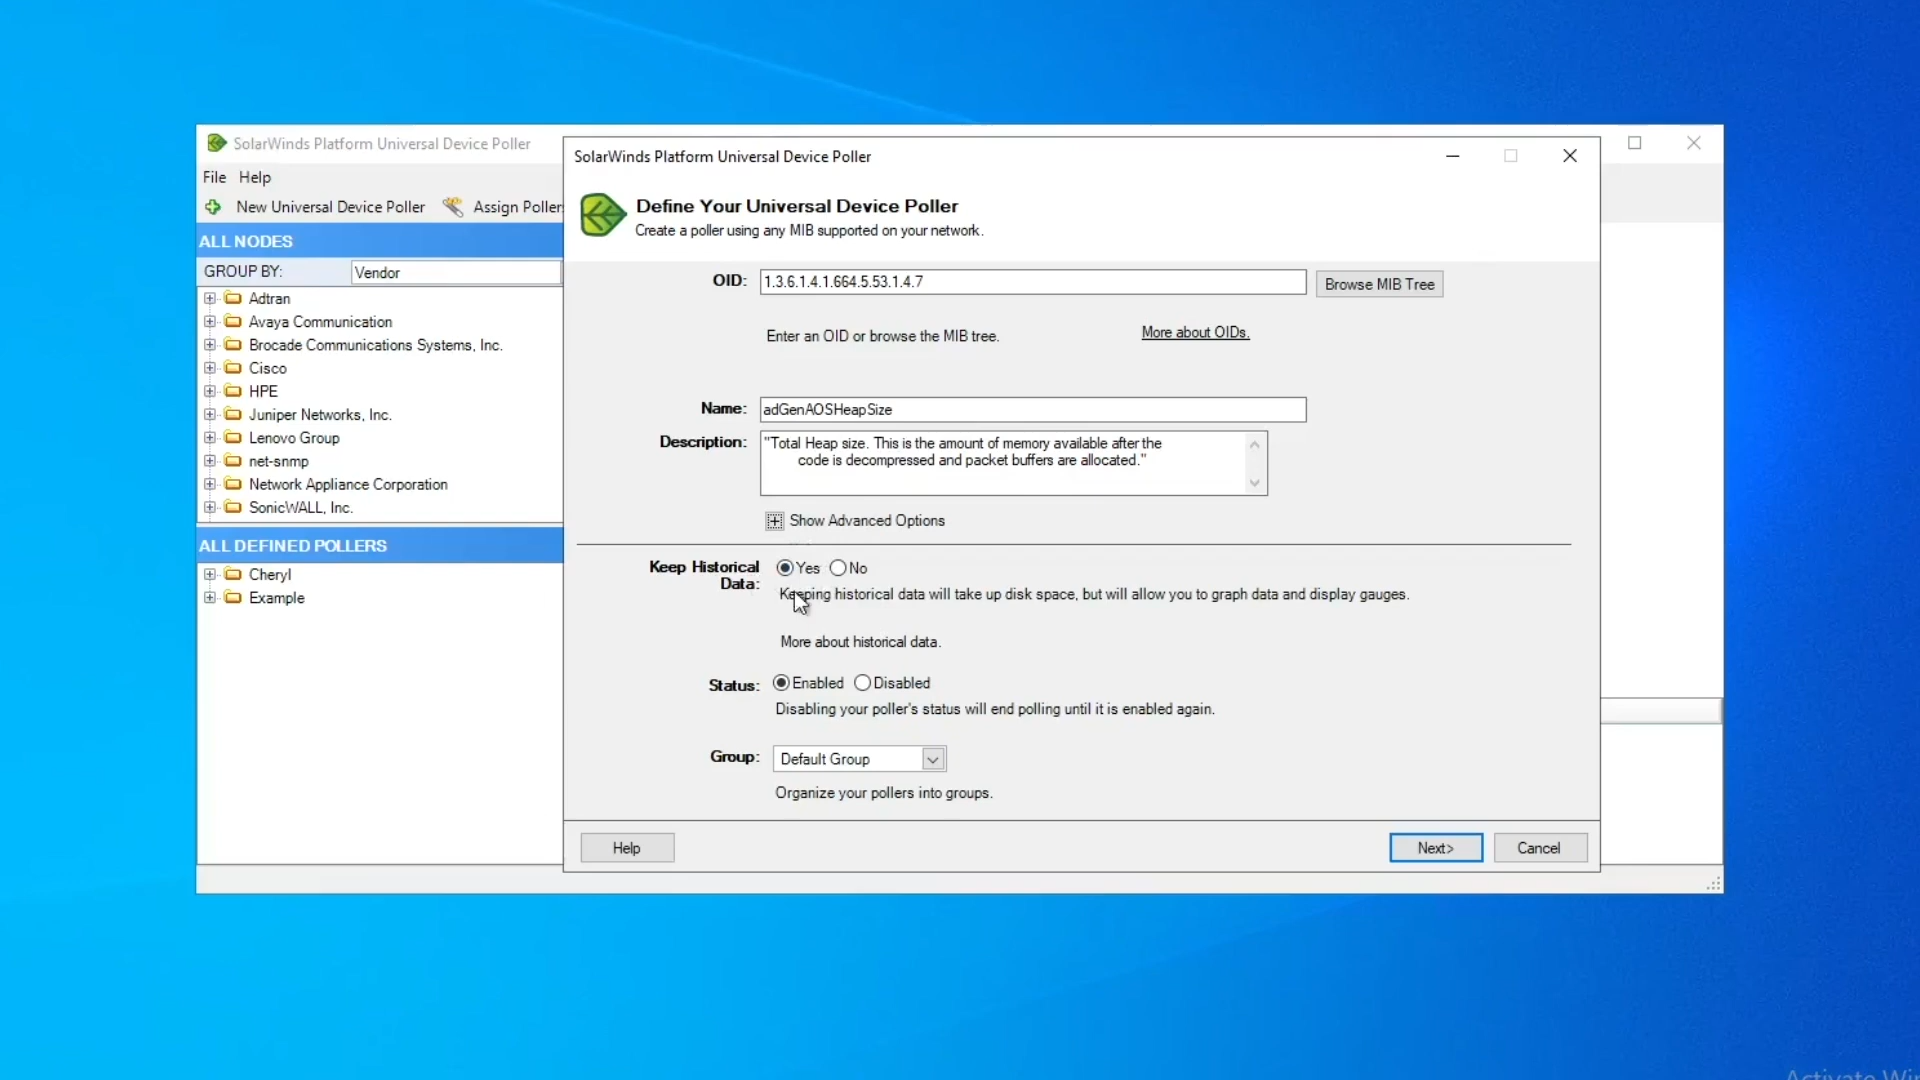 SolarWinds Platform Universal Device Poller
File Help
New Universal Device Poller Assign Poller
ALL NODES
GROUP BY: Vendor
Adtran
Avaya Communication
Brocade Communications Systems, Inc.
Cisco
HPE
Juniper Networks, Inc.
Lenovo Group
net-snmp
Network Appliance Corporation
SonicWALL, Inc.
ALL DEFINED POLLERS
Cheryl
Example
SolarWinds Platform Universal Device Poller
Define Your Universal Device Poller
Create a poller using any MIB supported on your network.
OID: 1.3.6.1.4.1.664.5.53.1.4.7 Browse MIB Tree
Enter an OID or browse the MIB tree. More about OIDs.
Name: adGenAOSHeapSize
Description: "Total Heap size. This is the amount of memory available after the
code is decompressed and packet buffers are allocated."
Show Advanced Options
Keep Historical Yes No
Data:
Keeping historical data will take up disk space, but will allow you to graph data and display gauges.
More about historical data.
Status: Enabled Disabled
Disabling your poller's status will end polling until it is enabled again.
Group: Default Group
Organize your pollers into groups.
Help Next> Cancel